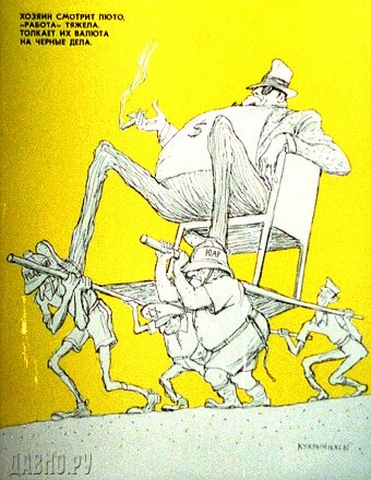 ХОЗЯИН СМОТРИТ ЛЮТО,
«РАБОТА» ТЯЖЕЛА.
ТОЛКАЕТ ИХ ВАЛЮТА
НА ЧЕРНЫЕ ДЕЛА.
$
ЮАР
КУКРЫНИКСЫ
ДАВНО.РУ